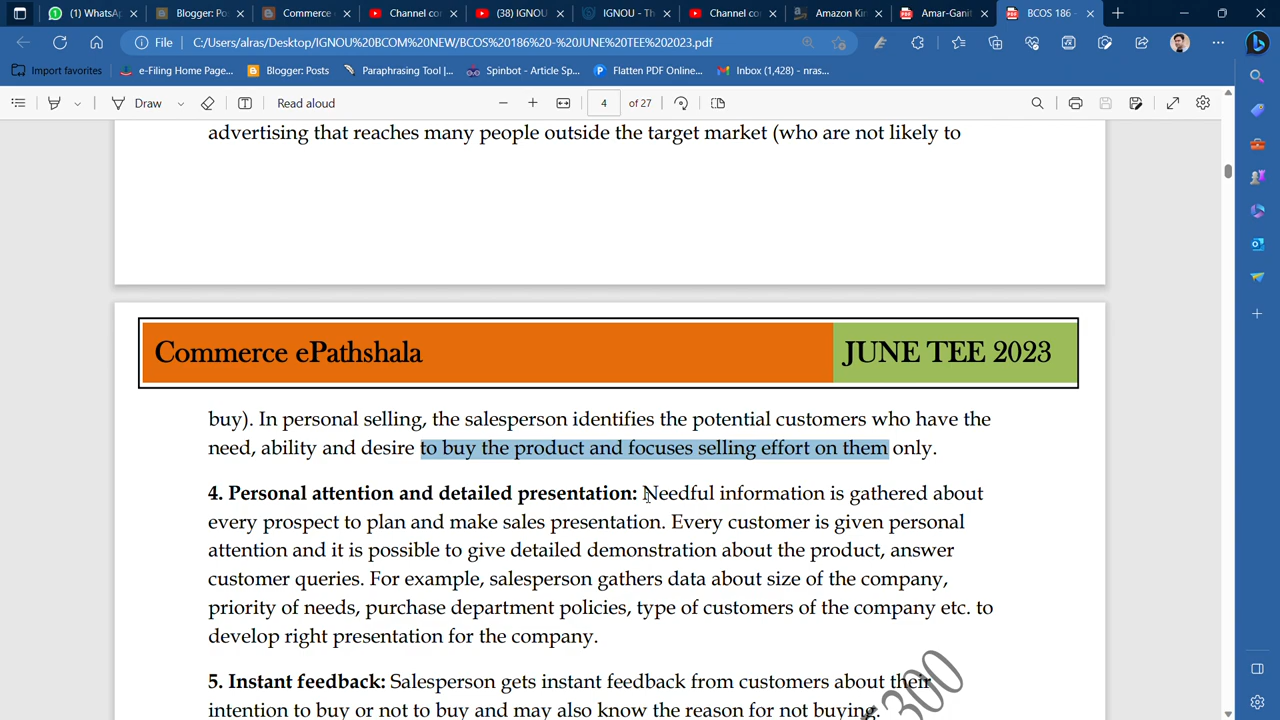 (1) WhatsA
Blogger: Po
Commerce
Channel co
(38) IGNOU
IGNOU - Th
Channel co
Amazon Kin
Amar-Ganit
BCOS 186 -
File
C:/Users/alras/Desktop/IGNOU%20BCOM%20NEW/BCOS%20186%20-%20JUNE%20TEE%202023.pdf
Import favorites
e-Filing Home Page...
Blogger: Posts
Paraphrasing Tool |...
Spinbot - Article Sp...
Flatten PDF Online...
Inbox (1,428) - nras...
Draw
Read aloud
4 of 27
advertising that reaches many people outside the target market (who are not likely to
Commerce ePathshala
JUNE TEE 2023
buy). In personal selling, the salesperson identifies the potential customers who have the
need, ability and desire to buy the product and focuses selling effort on them only.
4. Personal attention and detailed presentation: Needful information is gathered about
every prospect to plan and make sales presentation. Every customer is given personal
attention and it is possible to give detailed demonstration about the product, answer
customer queries. For example, salesperson gathers data about size of the company,
priority of needs, purchase department policies, type of customers of the company etc. to
develop right presentation for the company.
5. Instant feedback: Salesperson gets instant feedback from customers about their
intention to buy or not to buy and may also know the reason for not buying.
300